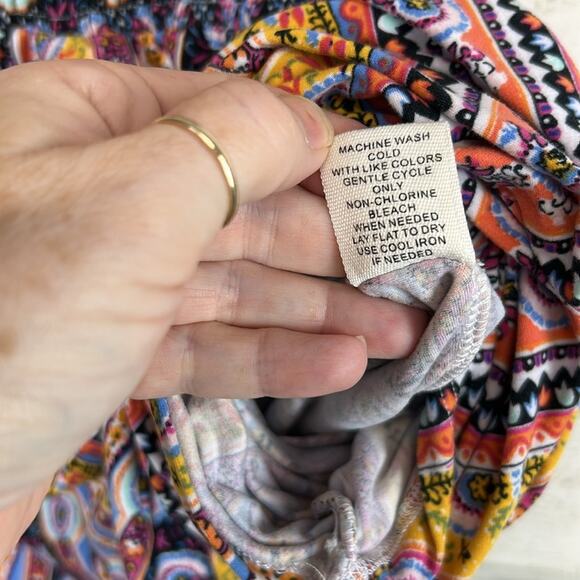 MACHINE WASH
COLD
WITH LIKE COLORS
GENTLE CYCLE
ONLY
NON-CHLORINE
BLEACH
WHEN NEEDED
LAY FLAT TO DRY
USE COOL IRON
IF NEEDED